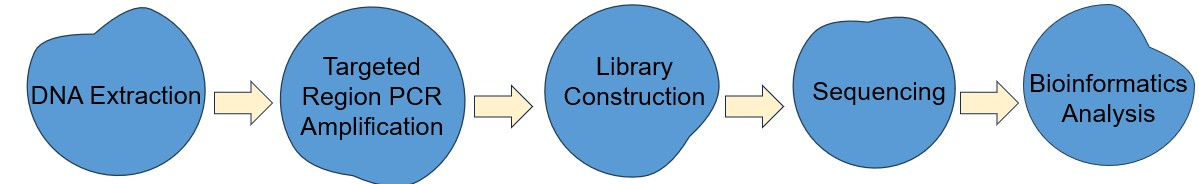 DNA Extraction
Targeted
Region PCR
Amplification
Library
Construction
Sequencing
Bioinformatics
Analysis